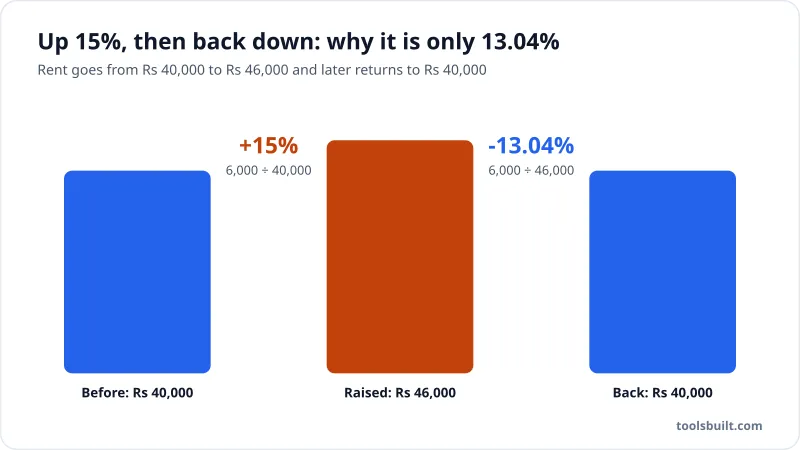 Up 15%, then back down: why it is only 13.04%
Rent goes from Rs 40,000 to Rs 46,000 and later returns to Rs 40,000
+15%
6,000 ÷ 40,000
-13.04%
6,000 ÷ 46,000
Before: Rs 40,000
Raised: Rs 46,000
Back: Rs 40,000
toolsbuilt.com